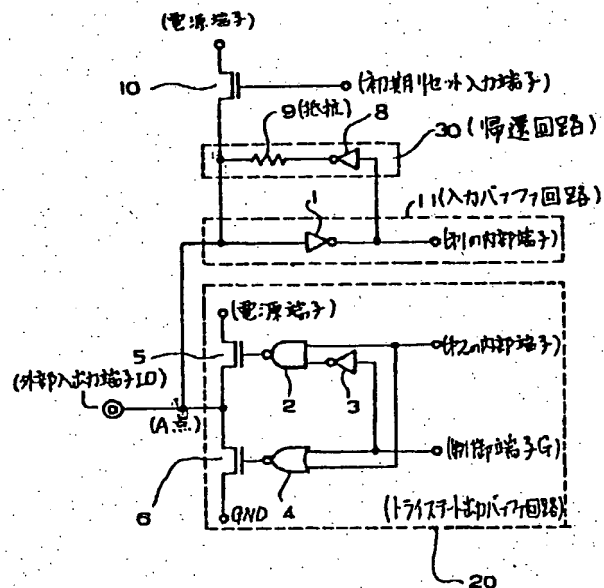 (電源端子)
10
(初期リセット入力端子)
9(抵抗)
8
30(帰還回路)
11(入力バッファ回路)
1
(第1の内部端子)
(電源端子)
5
(第2の内部端子)
2
3
(外部入出力端子IO)
(A点)
(制御端子G)
6
4
GND
(トライステート出力バッファ回路)
20